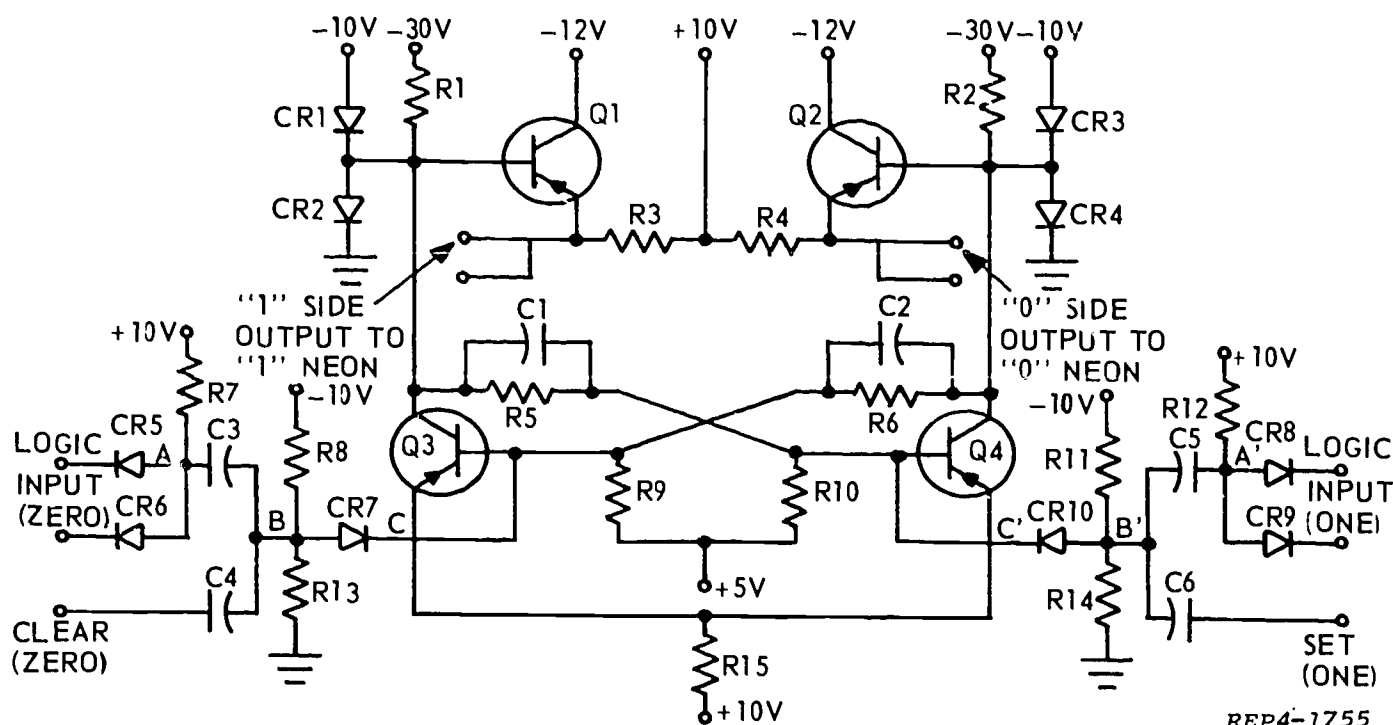 −10V −30V −12V +10V −12V −30V −10V
R1 R2
CR1 Q1 Q2 CR3
CR2 R3 R4 CR4
"1" SIDE
OUTPUT TO
"1" NEON
"0" SIDE
OUTPUT TO
"0" NEON
C1 C2
+10V +10V
R7 −10V R5 R6 −10V R12
CR5 A C3 R8 Q3 Q4 R11 C5 A' CR8
LOGIC
INPUT
(ZERO)
LOGIC
INPUT
(ONE)
CR6 R9 R10 CR9
B CR7 C C' CR10 B'
C4 R13 +5V R14 C6
CLEAR
(ZERO)
SET
(ONE)
R15
+10V
REP4-1755